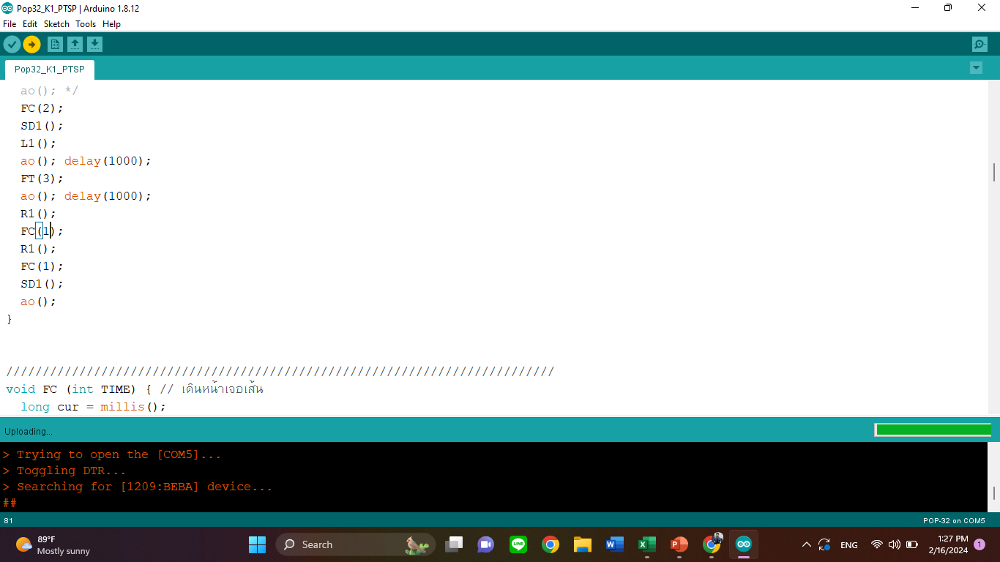 Pop32_K1_PTSP | Arduino 1.8.12
File Edit Sketch Tools Help
Pop32_K1_PTSP
ao(); */
FC(2);
SD1();
L1();
ao(); delay(1000);
FT(3);
ao(); delay(1000);
R1();
FC(1);
R1();
FC(1);
SD1();
ao();
}
///////////////////////////////////////////////////////////////////////////
void FC (int TIME) { // เดินหน้าเจอเส้น
long cur = millis();
Uploading...
> Trying to open the [COM5]...
> Toggling DTR...
> Searching for [1209:BEBA] device...
##
81
POP-32 on COM5
89°F
Mostly sunny
Search
ENG
1:27 PM
2/16/2024
1